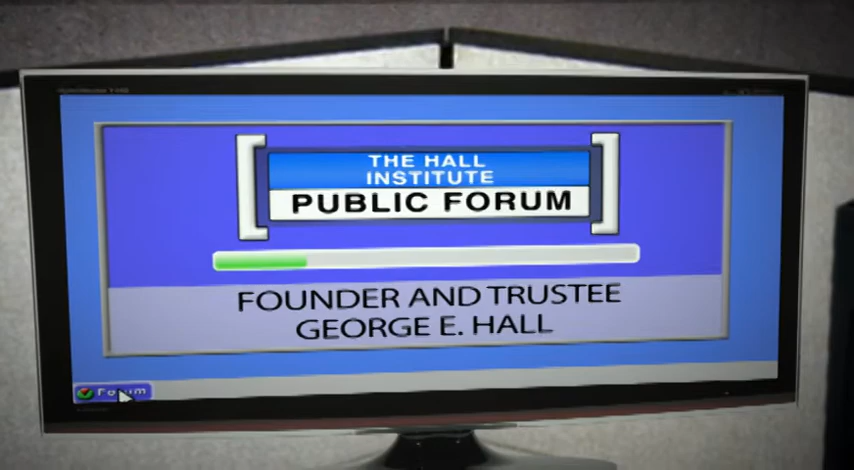 THE HALL
INSTITUTE
PUBLIC FORUM
FOUNDER AND TRUSTEE
GEORGE E. HALL
Forum